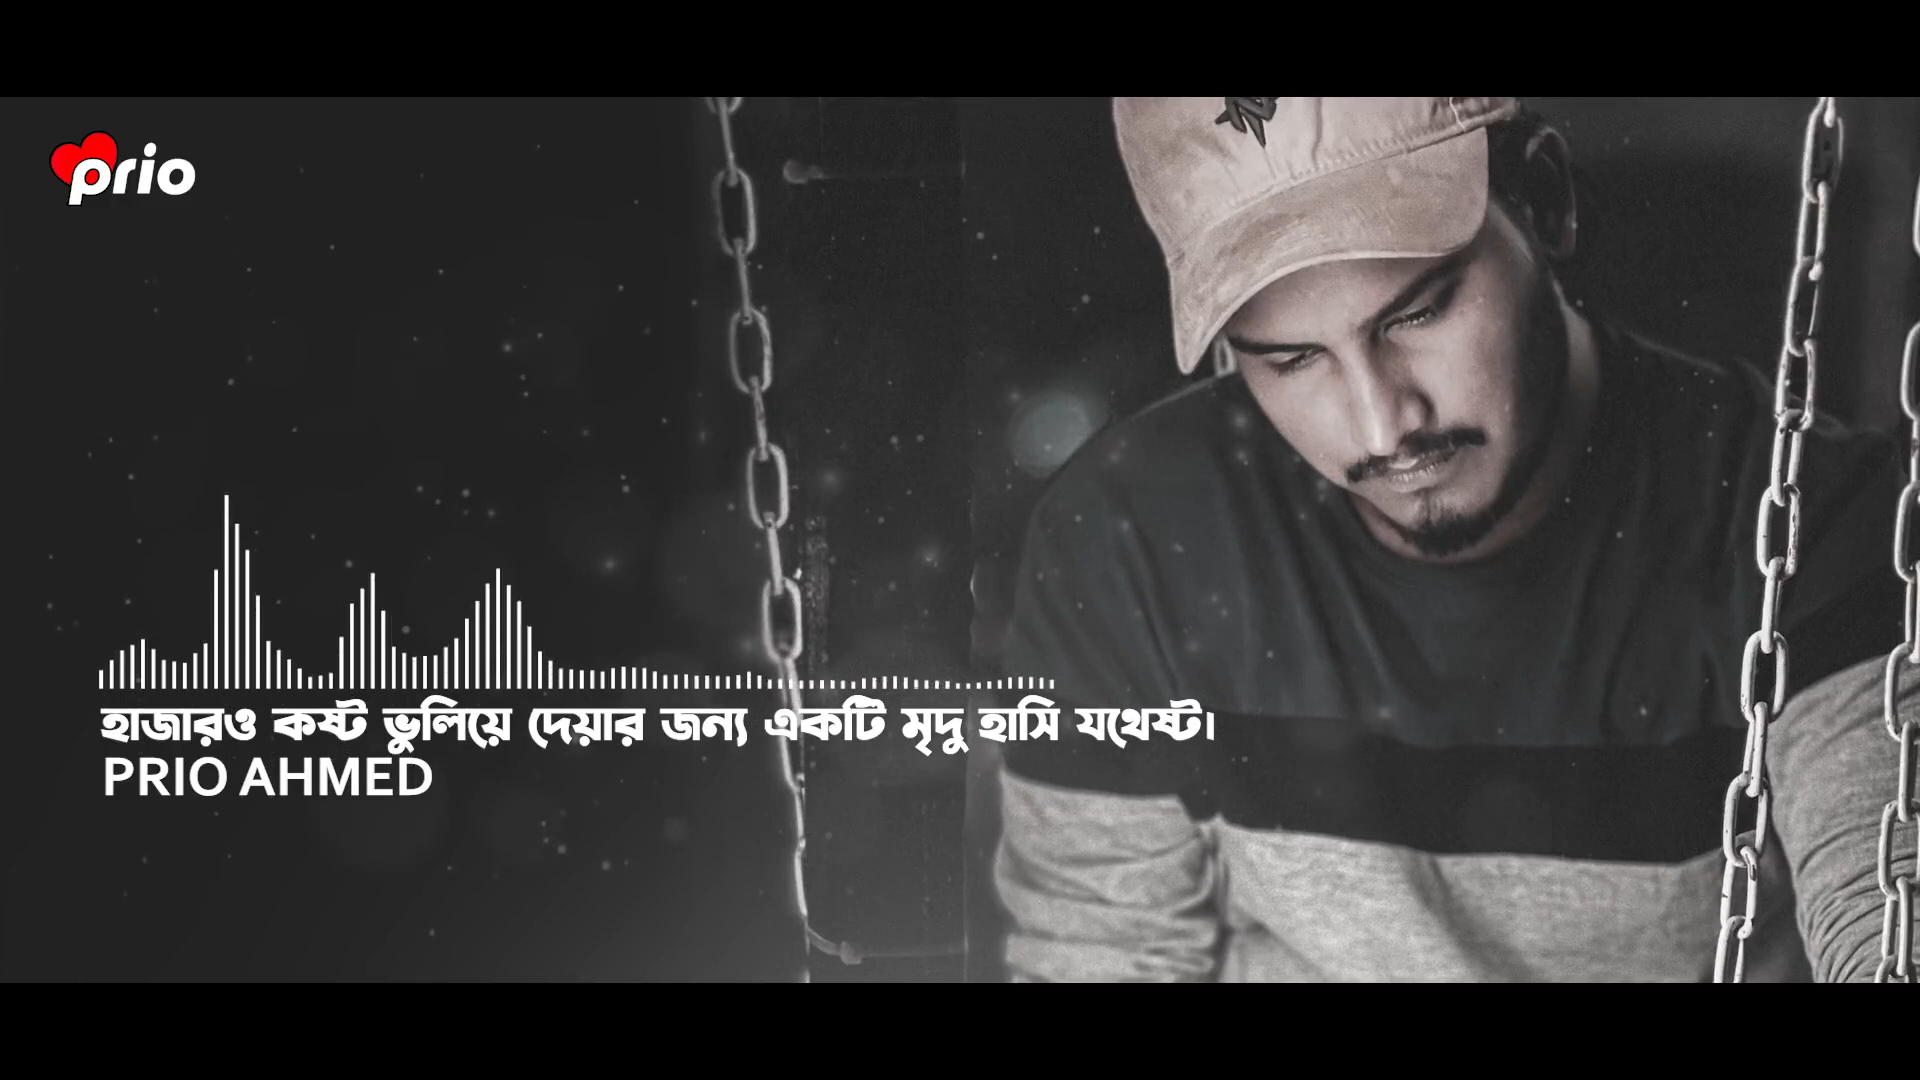 prio
হাজারও কষ্ট ভুলিয়ে দেয়ার জন্য একটি মৃদু হাসি যথেষ্ট।
PRIO AHMED